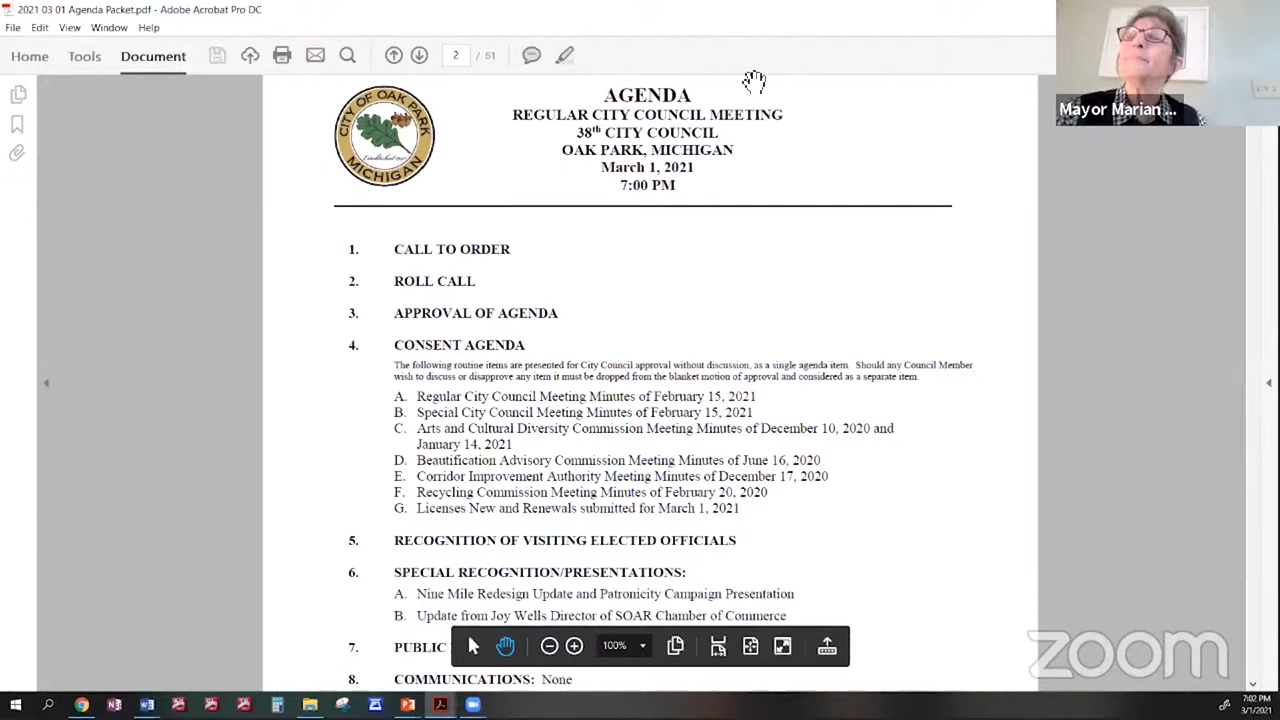 2021 03 01 Agenda Packet.pdf - Adobe Acrobat Pro DC
File Edit View Window Help
Home Tools Document 2 / 61
Mayor Marian ...
CITY OF OAK PARK
MICHIGAN
AGENDA
REGULAR CITY COUNCIL MEETING
38th CITY COUNCIL
OAK PARK, MICHIGAN
March 1, 2021
7:00 PM
1. CALL TO ORDER
2. ROLL CALL
3. APPROVAL OF AGENDA
4. CONSENT AGENDA
The following routine items are presented for City Council approval without discussion, as a single agenda item. Should any Council Member
wish to discuss or disapprove any item it must be dropped from the blanket motion of approval and considered as a separate item.
A. Regular City Council Meeting Minutes of February 15, 2021
B. Special City Council Meeting Minutes of February 15, 2021
C. Arts and Cultural Diversity Commission Meeting Minutes of December 10, 2020 and
January 14, 2021
D. Beautification Advisory Commission Meeting Minutes of June 16, 2020
E. Corridor Improvement Authority Meeting Minutes of December 17, 2020
F. Recycling Commission Meeting Minutes of February 20, 2020
G. Licenses New and Renewals submitted for March 1, 2021
5. RECOGNITION OF VISITING ELECTED OFFICIALS
6. SPECIAL RECOGNITION/PRESENTATIONS:
A. Nine Mile Redesign Update and Patronicity Campaign Presentation
B. Update from Joy Wells Director of SOAR Chamber of Commerce
7. PUBLIC
100%
8. COMMUNICATIONS: None
zoom
7:02 PM
3/1/2021